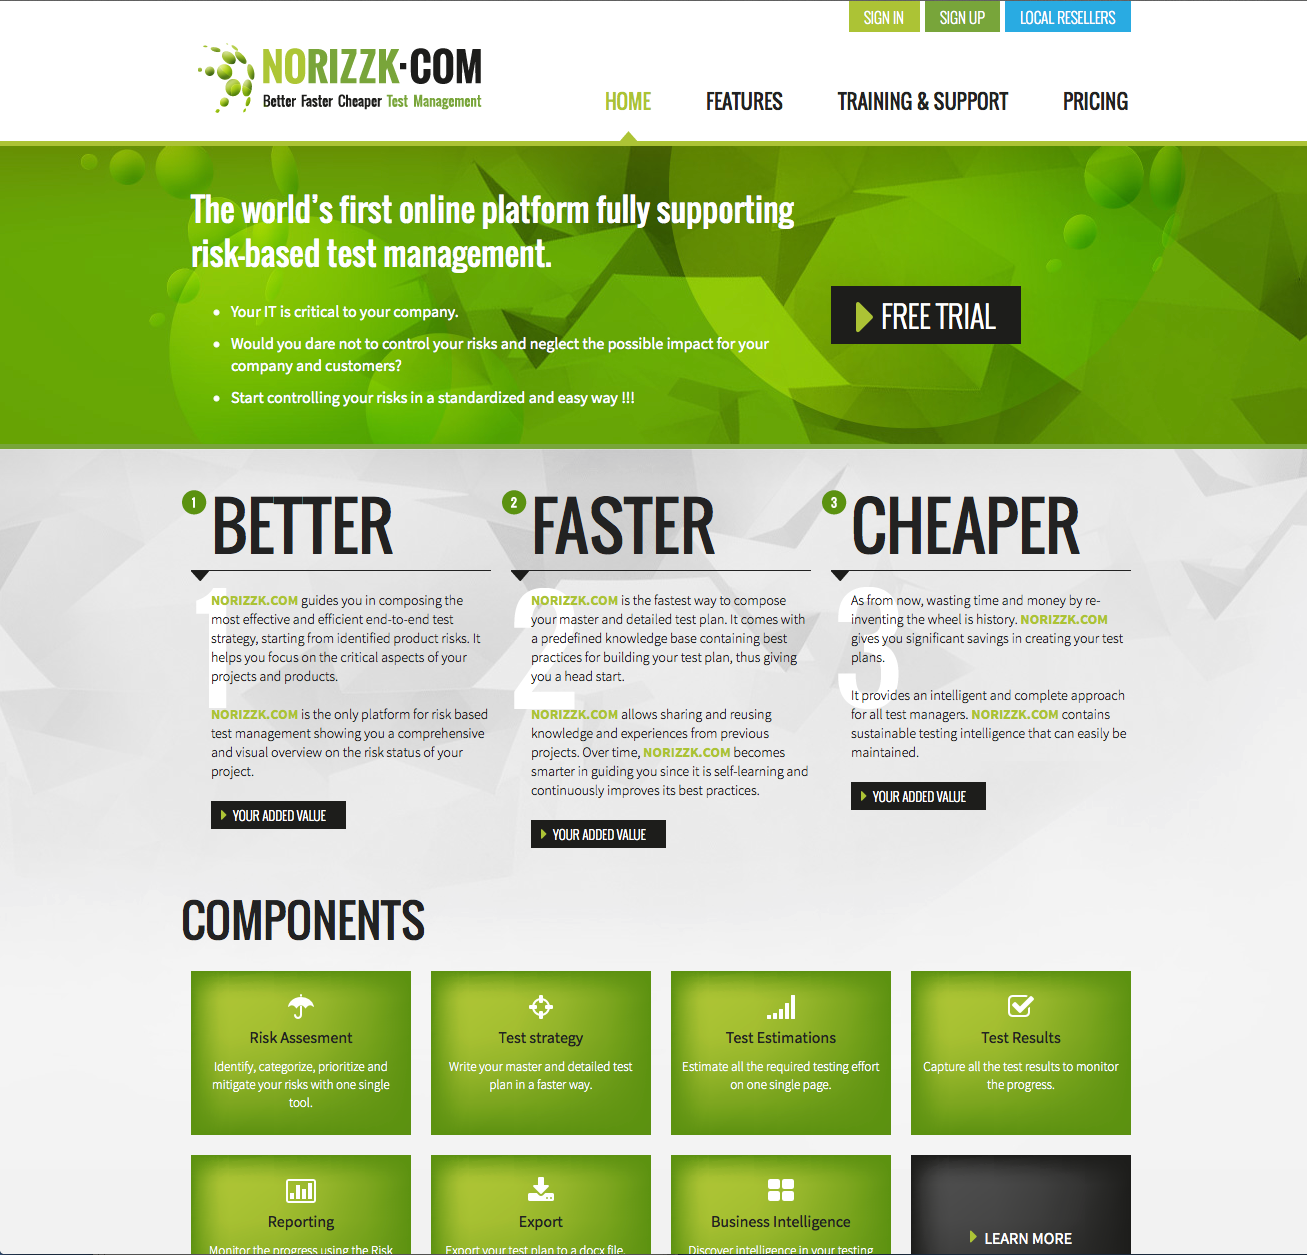 SIGN IN
SIGN UP
LOCAL RESELLERS
NORIZZK·COM
Better Faster Cheaper Test Management
HOME
FEATURES
TRAINING & SUPPORT
PRICING
The world's first online platform fully supporting
risk-based test management.
• Your IT is critical to your company.
• Would you dare not to control your risks and neglect the possible impact for your
company and customers?
• Start controlling your risks in a standardized and easy way !!!
FREE TRIAL
1
BETTER
1
NORIZZK.COM guides you in composing the
most effective and efficient end-to-end test
strategy, starting from identified product risks. It
helps you focus on the critical aspects of your
projects and products.
NORIZZK.COM is the only platform for risk based
test management showing you a comprehensive
and visual overview on the risk status of your
project.
YOUR ADDED VALUE
2
FASTER
2
NORIZZK.COM is the fastest way to compose
your master and detailed test plan. It comes with
a predefined knowledge base containing best
practices for building your test plan, thus giving
you a head start.
NORIZZK.COM allows sharing and reusing
knowledge and experiences from previous
projects. Over time, NORIZZK.COM becomes
smarter in guiding you since it is self-learning and
continuously improves its best practices.
YOUR ADDED VALUE
3
CHEAPER
3
As from now, wasting time and money by re-
inventing the wheel is history. NORIZZK.COM
gives you significant savings in creating your test
plans.
It provides an intelligent and complete approach
for all test managers. NORIZZK.COM contains
sustainable testing intelligence that can easily be
maintained.
YOUR ADDED VALUE
COMPONENTS
Risk Assesment
Identify, categorize, prioritize and
mitigate your risks with one single
tool.
Test strategy
Write your master and detailed test
plan in a faster way.
Test Estimations
Estimate all the required testing effort
on one single page.
Test Results
Capture all the test results to monitor
the progress.
Reporting
Monitor the progress using the Risk
Export
Export your test plan to a docx file.
Business Intelligence
Discover intelligence in your testing
LEARN MORE